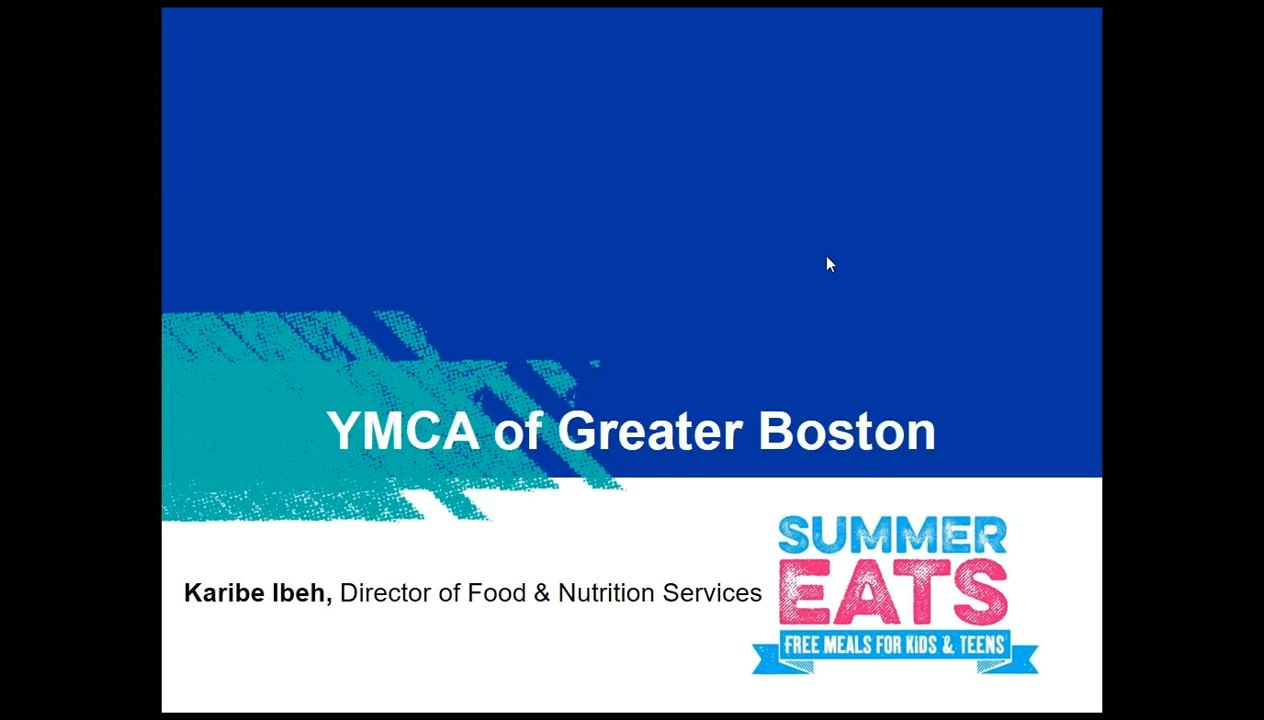 YMCA of Greater Boston
Karibe Ibeh, Director of Food & Nutrition Services
SUMMER
EATS
FREE MEALS FOR KiDS & TEENS